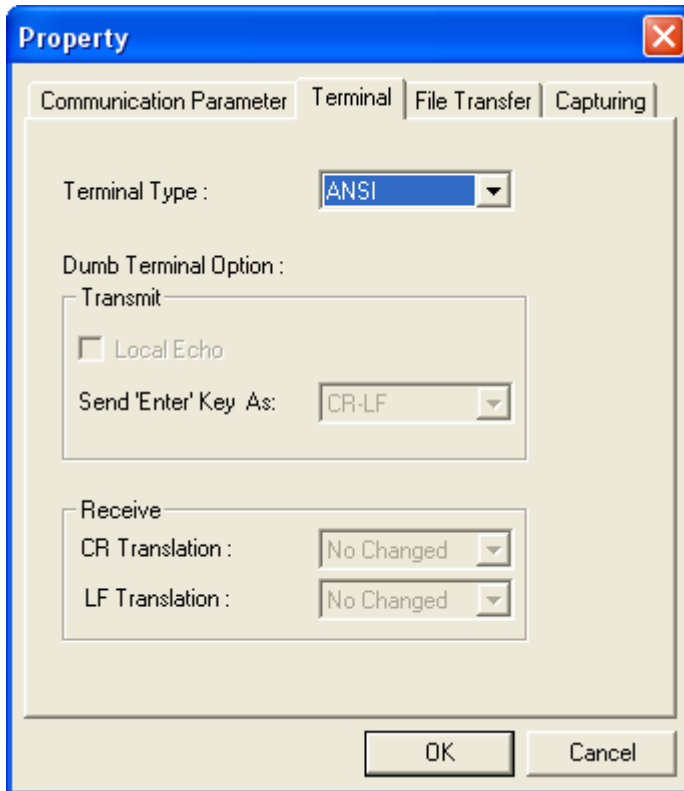 Property
Communication Parameter Terminal File Transfer Capturing
Terminal Type : ANSI
Dumb Terminal Option :
Transmit
Local Echo
Send 'Enter' Key As: CR-LF
Receive
CR Translation : No Changed
LF Translation : No Changed
OK Cancel